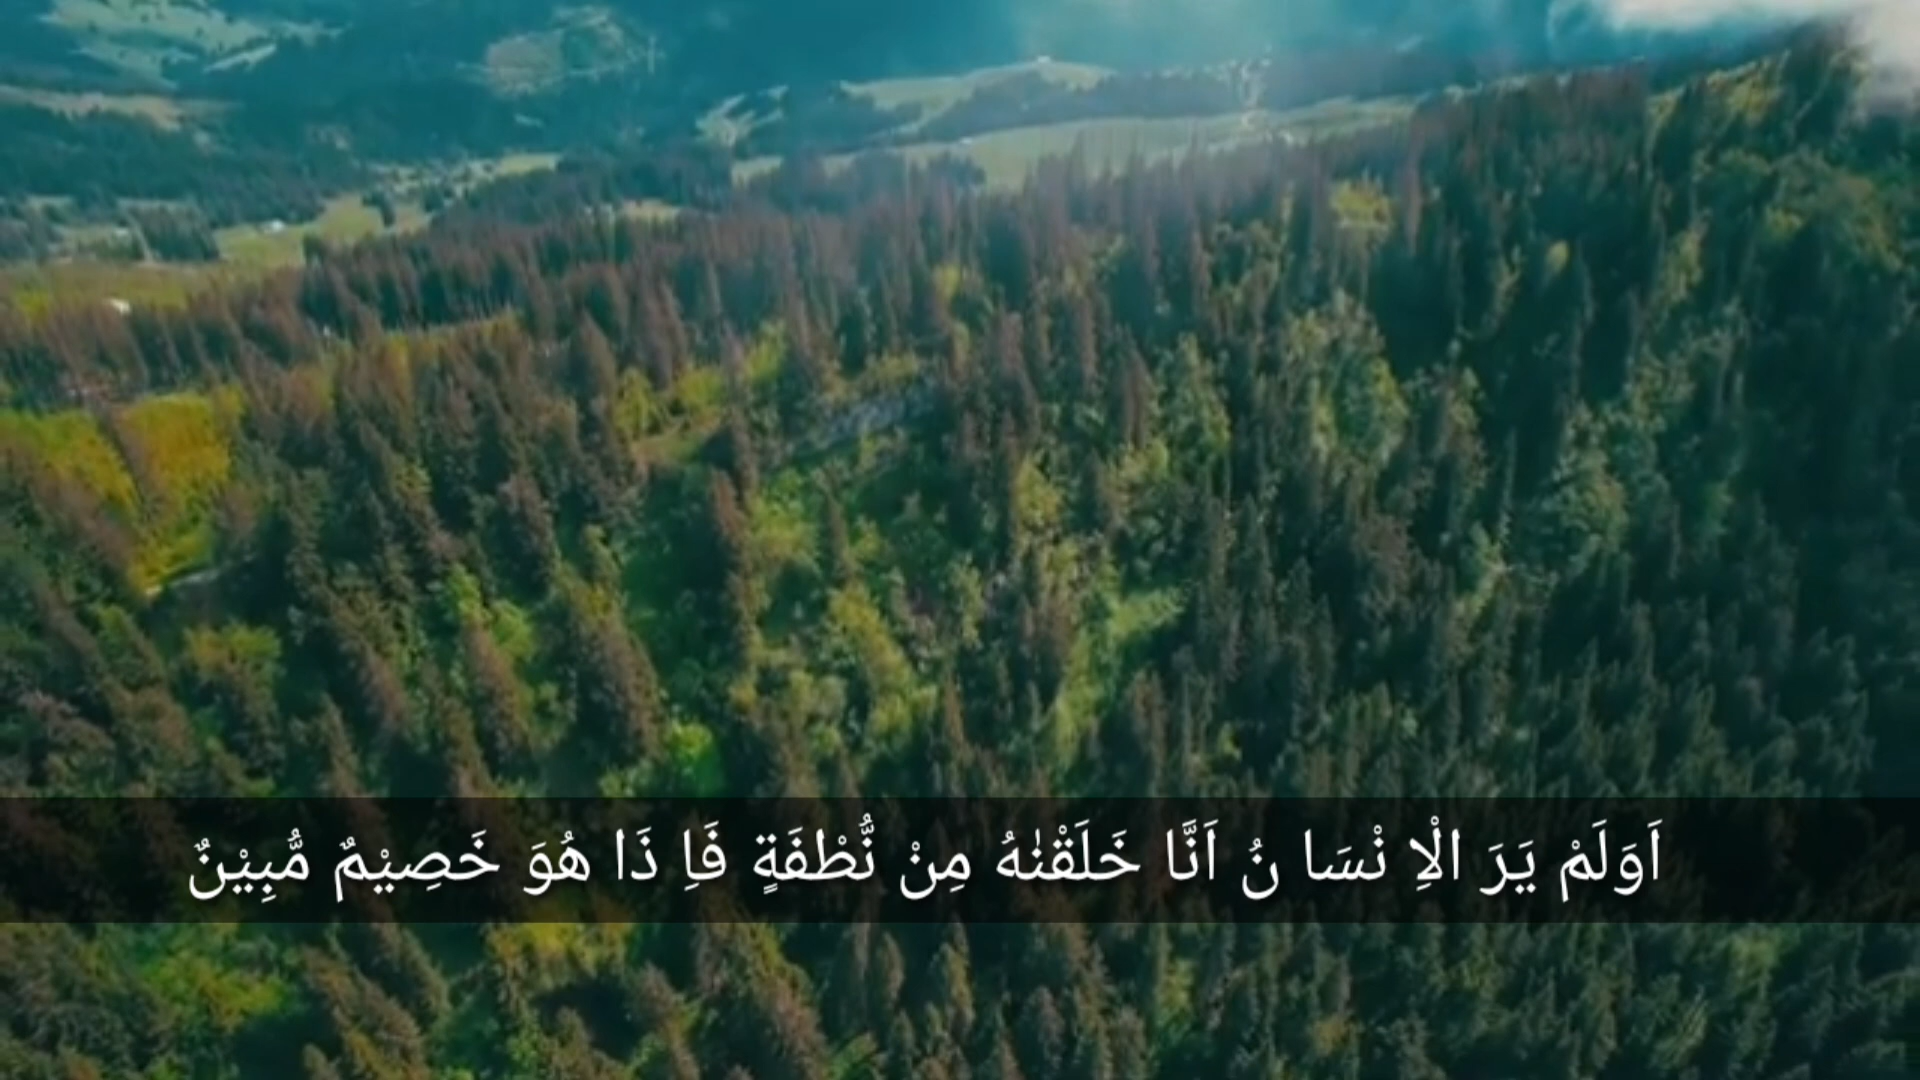 اَوَلَمْ يَرَ الْاِ نْسَا نُ اَنَّا خَلَقْنٰهُ مِنْ نُّطْفَةٍ فَاِ ذَا هُوَ خَصِيْمٌ مُّبِيْنٌ